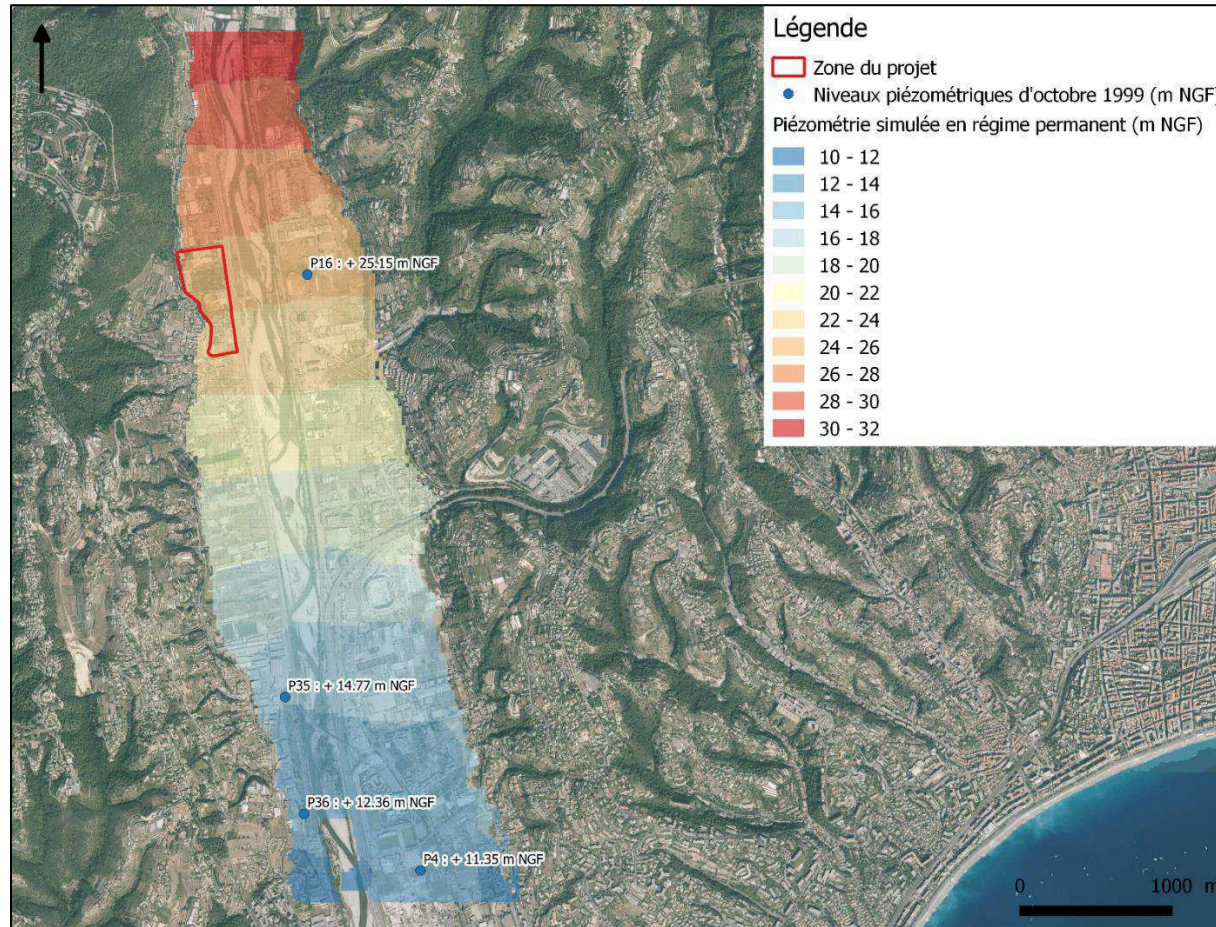 Légende
Zone du projet
Niveaux piézométriques d'octobre 1999 (m NGF)
Piézométrie simulée en régime permanent (m NGF)
10 - 12
12 - 14
14 - 16
16 - 18
18 - 20
20 - 22
22 - 24
24 - 26
26 - 28
28 - 30
30 - 32
P16 : + 25.15 m NGF
P35 : + 14.77 m NGF
P36 : + 12.36 m NGF
P4 : + 11.35 m NGF
0 1000 m